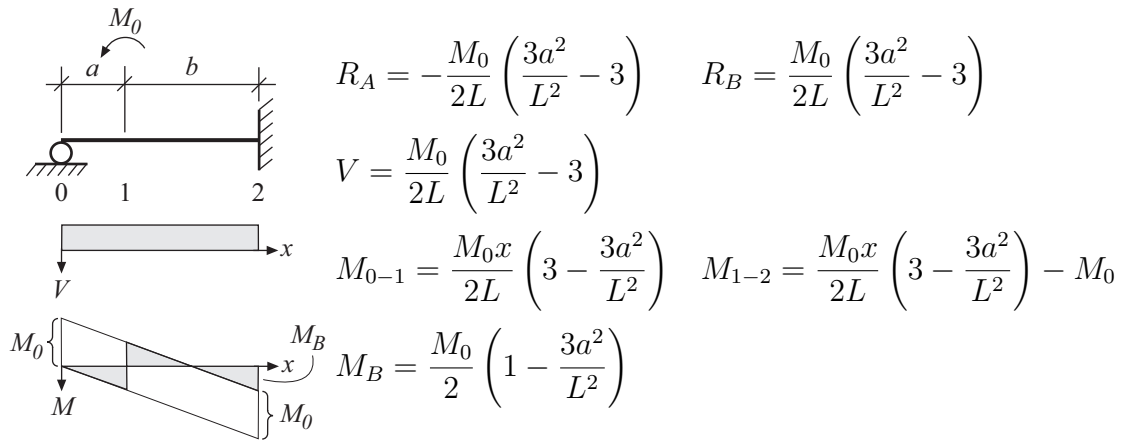 M₀
a b
0 1 2
x
V
M₀ M_B
x
M M₀
R_A = -\frac{M_0}{2L} \left( \frac{3a^2}{L^2} - 3 \right) R_B = \frac{M_0}{2L} \left( \frac{3a^2}{L^2} - 3 \right)
V = \frac{M_0}{2L} \left( \frac{3a^2}{L^2} - 3 \right)
M_{0-1} = \frac{M_0 x}{2L} \left( 3 - \frac{3a^2}{L^2} \right) M_{1-2} = \frac{M_0 x}{2L} \left( 3 - \frac{3a^2}{L^2} \right) - M_0
M_B = \frac{M_0}{2} \left( 1 - \frac{3a^2}{L^2} \right)